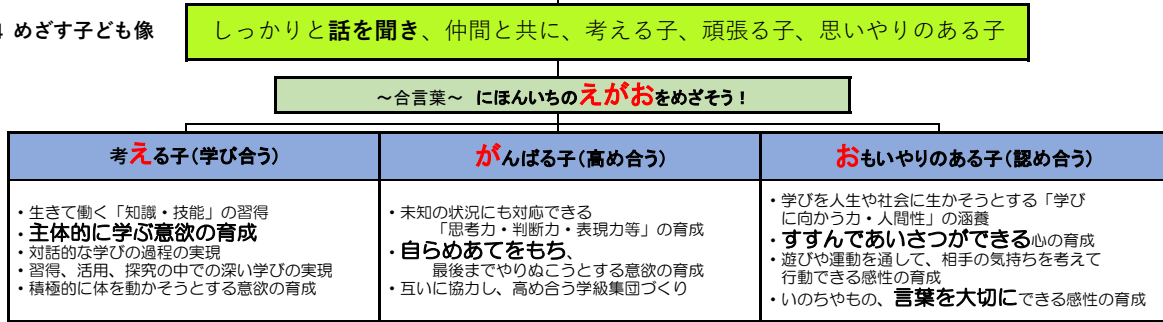 4 めざす子ども像
しっかりと話を聞き、仲間と共に、考える子、頑張る子、思いやりのある子
～合言葉～ にほんいちのえがおをめざそう！
考える子（学び合う）
・生きて働く「知識・技能」の習得
・主体的に学ぶ意欲の育成
・対話的な学びの過程の実現
・習得、活用、探究の中での深い学びの実現
・積極的に体を動かそうとする意欲の育成
がんばる子（高め合う）
・未知の状況にも対応できる
「思考力・判断力・表現力等」の育成
・自らめあてをもち、
最後までやりぬこうとする意欲の育成
・互いに協力し、高め合う学級集団づくり
おもいやりのある子（認め合う）
・学びを人生や社会に生かそうとする「学び
に向かう力・人間性」の涵養
・すすんであいさつができる心の育成
・遊びや運動を通して、相手の気持ちを考えて
行動できる感性の育成
・いのちやもの、言葉を大切にできる感性の育成